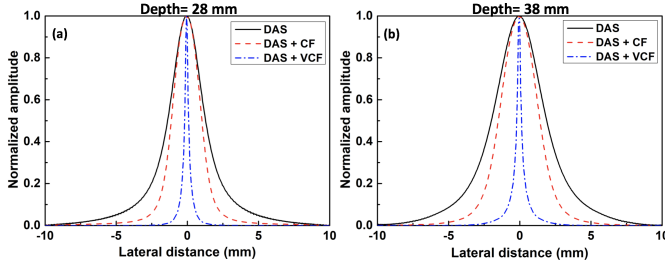 Depth= 28 mm
(a)
DAS
DAS + CF
DAS + VCF
Normalized amplitude
1.0
0.8
0.6
0.4
0.2
0.0
-10 -5 0 5 10
Lateral distance (mm)
Depth= 38 mm
(b)
DAS
DAS + CF
DAS + VCF
Normalized amplitude
1.0
0.8
0.6
0.4
0.2
0.0
-10 -5 0 5 10
Lateral distance (mm)